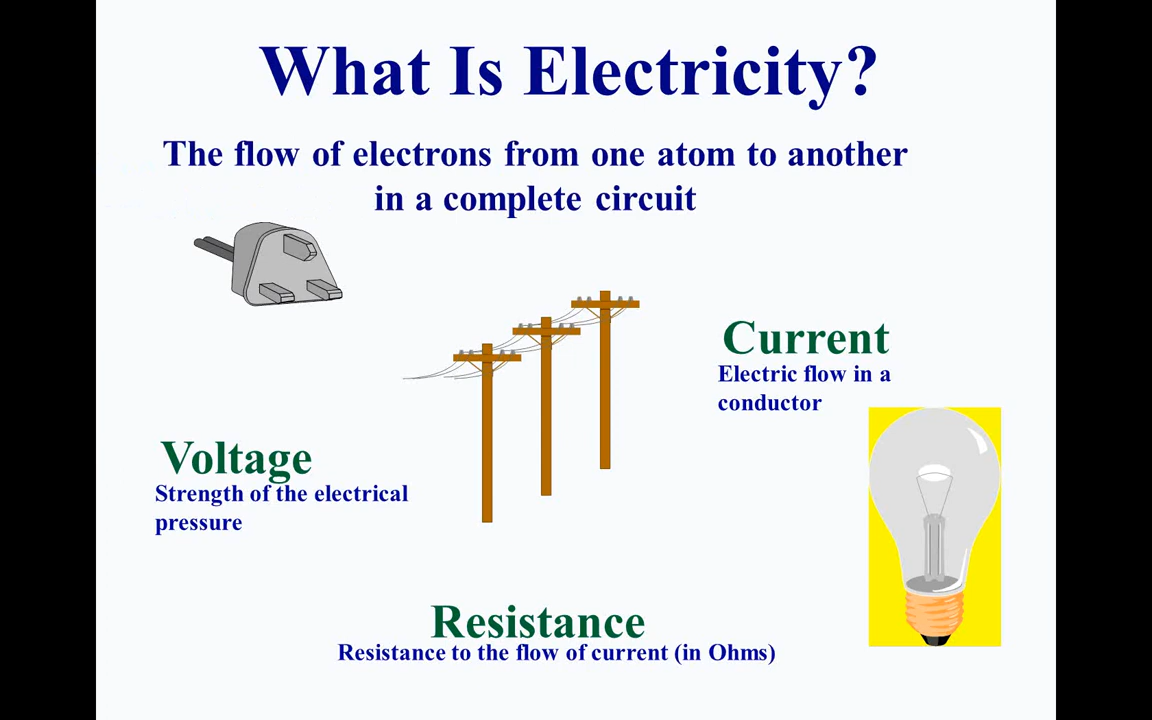 What Is Electricity?
The flow of electrons from one atom to another
in a complete circuit
Current
Electric flow in a
conductor
Voltage
Strength of the electrical
pressure
Resistance
Resistance to the flow of current (in Ohms)